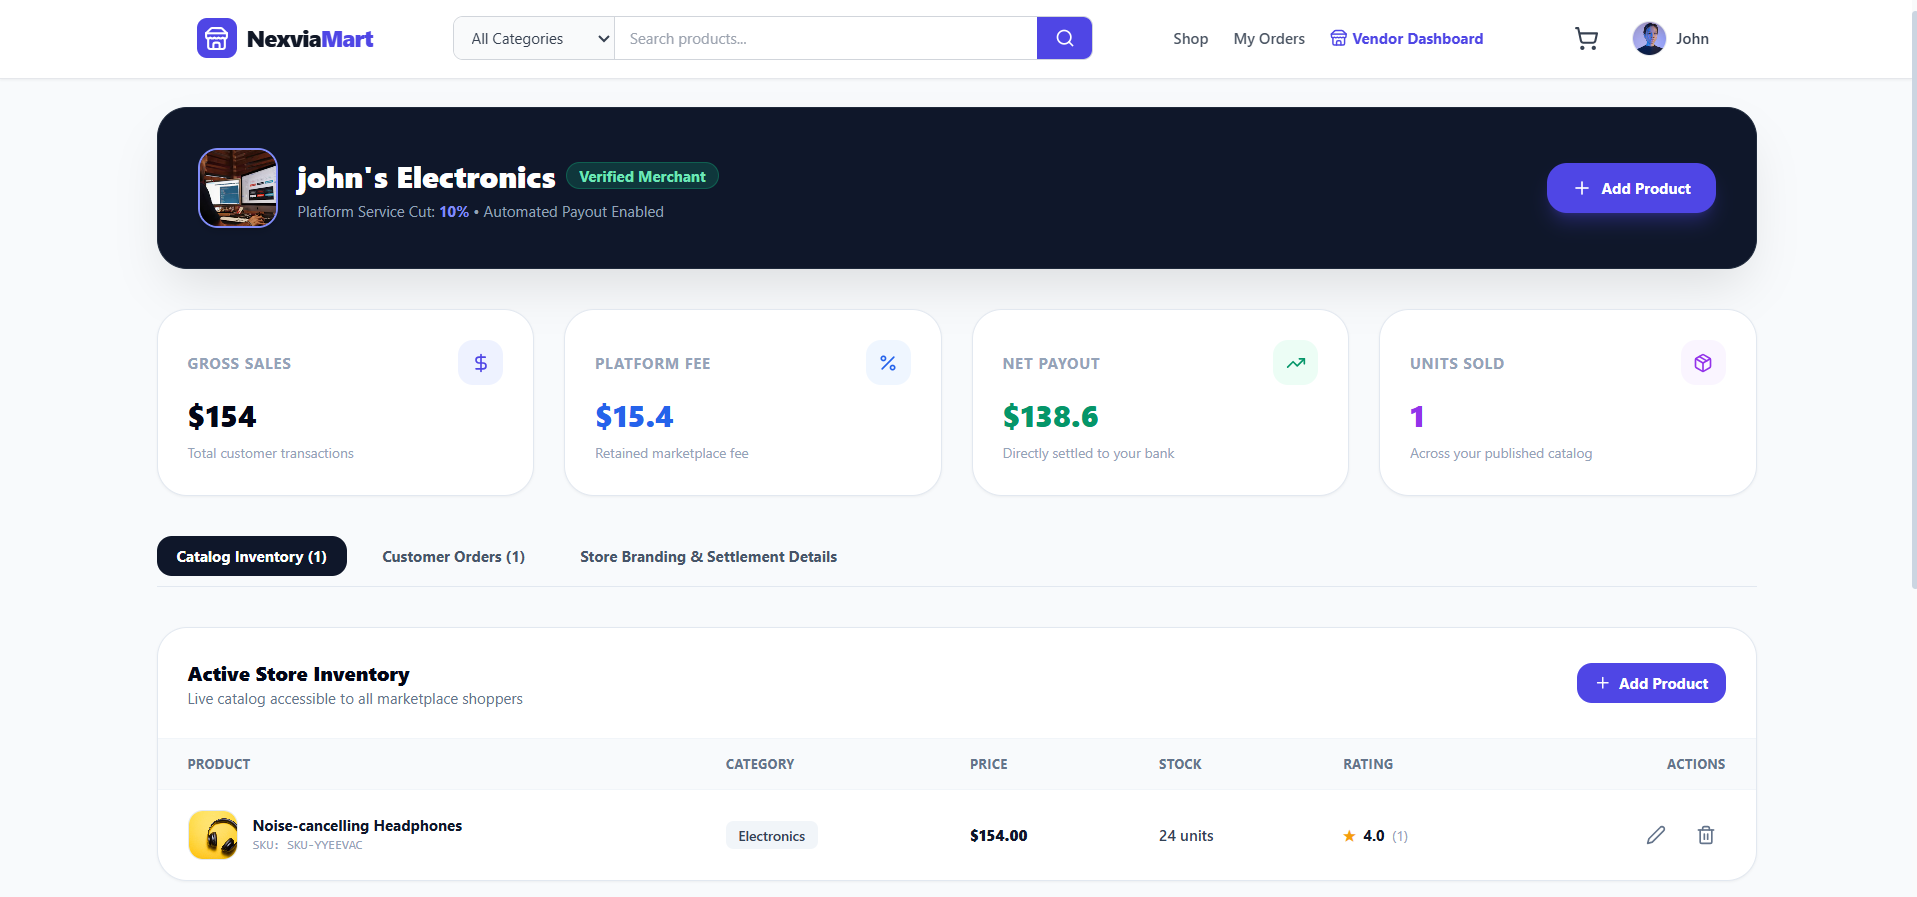 NexviaMart
All Categories
Search products...
Shop
My Orders
Vendor Dashboard
John
john's Electronics
Verified Merchant
Platform Service Cut: 10% • Automated Payout Enabled
Add Product
GROSS SALES
$154
Total customer transactions
PLATFORM FEE
$15.4
Retained marketplace fee
NET PAYOUT
$138.6
Directly settled to your bank
UNITS SOLD
1
Across your published catalog
Catalog Inventory (1)
Customer Orders (1)
Store Branding & Settlement Details
Active Store Inventory
Live catalog accessible to all marketplace shoppers
Add Product
PRODUCT
CATEGORY
PRICE
STOCK
RATING
ACTIONS
Noise-cancelling Headphones
SKU: SKU-YYEEVAC
Electronics
$154.00
24 units
4.0 (1)